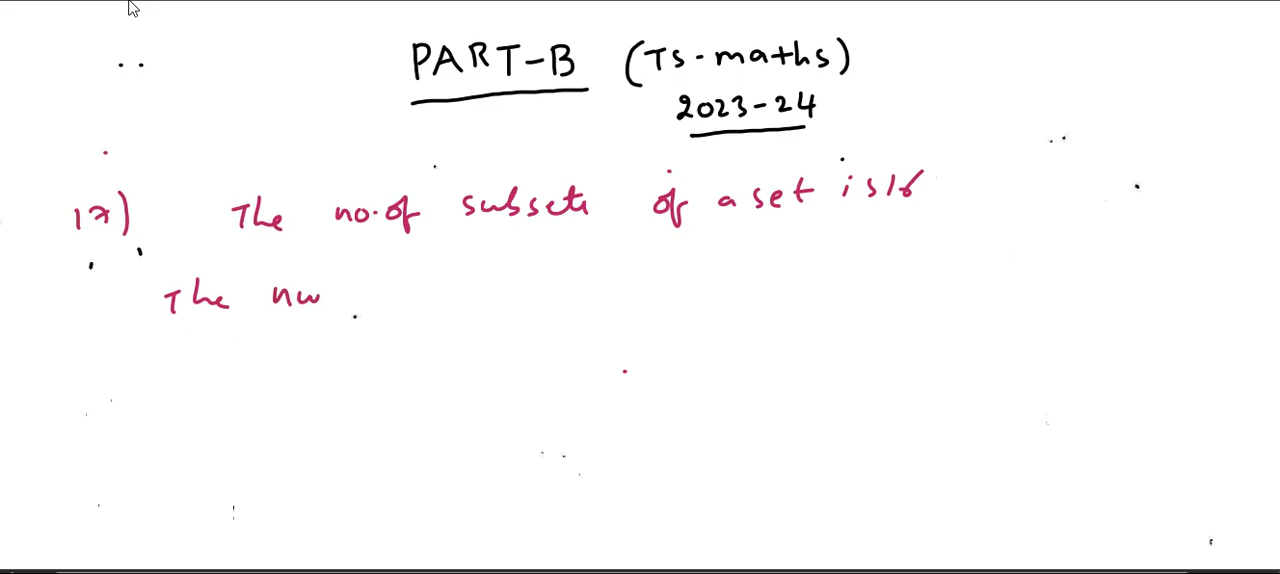 PART-B (TS-maths)
2023-24
17) The no.of subsets of a set is 16
The nu